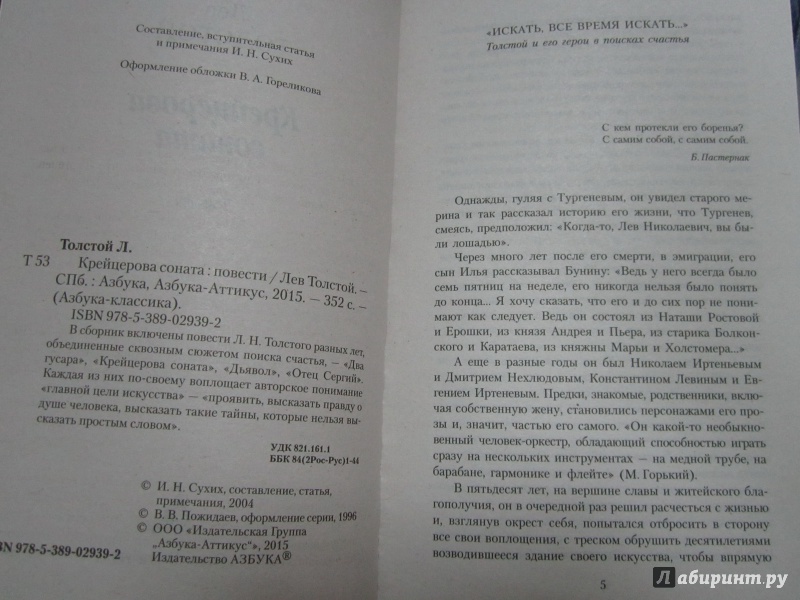 Составление, вступительная статья
и примечания И. Н. Сухих
Оформление обложки В. А. Гореликова
Толстой Л.
Т 53
Крейцерова соната : повести / Лев Толстой. –
СПб. : Азбука, Азбука-Аттикус, 2015. – 352 с. –
(Азбука-классика).
ISBN 978-5-389-02939-2
В сборник включены повести Л. Н. Толстого разных лет,
объединенные сквозным сюжетом поиска счастья, – «Два
гусара», «Крейцерова соната», «Дьявол», «Отец Сергий».
Каждая из них по-своему воплощает авторское понимание
«главной цели искусства» – «проявить, высказать правду о
душе человека, высказать такие тайны, которые нельзя вы-
сказать простым словом».
УДК 821.161.1
ББК 84(2Рос-Рус)1-44
© И. Н. Сухих, составление, статья,
примечания, 2004
© В. В. Пожидаев, оформление серии, 1996
© ООО «Издательская Группа
„Азбука-Аттикус“», 2015
Издательство АЗБУКА®
BN 978-5-389-02939-2
«ИСКАТЬ, ВСЕ ВРЕМЯ ИСКАТЬ...»
Толстой и его герои в поисках счастья
С кем протекли его боренья?
С самим собой, с самим собой.
Б. Пастернак
Однажды, гуляя с Тургеневым, он увидел старого ме-
рина и так рассказал историю его жизни, что Тургенев,
смеясь, предположил: «Когда-то, Лев Николаевич, вы бы-
ли лошадью».
Через много лет после его смерти, в эмиграции, его
сын Илья рассказывал Бунину: «Ведь у него всегда было
семь пятниц на неделе, его никогда нельзя было понять
до конца... Я хочу сказать, что его и до сих пор не пони-
мают как следует. Ведь он состоял из Наташи Ростовой
и Ерошки, из князя Андрея и Пьера, из старика Болкон-
ского и Каратаева, из княжны Марьи и Холстомера...»
А еще в разные годы он был Николаем Иртеньевым
и Дмитрием Нехлюдовым, Константином Левиным и Ев-
гением Иртеневым. Предки, знакомые, родственники, вклю-
чая собственную жену, становились персонажами его про-
зы и, значит, частью его самого. «Он какой-то необыкно-
венный человек-оркестр, обладающий способностью играть
сразу на нескольких инструментах – на медной трубе, на
барабане, гармонике и флейте» (М. Горький).
В пятьдесят лет, на вершине славы и житейского бла-
гополучия, он в очередной раз решил расчесться с жизнью
и, взглянув окрест себя, попытался отбросить в сторону
все свои воплощения, с треском обрушить десятилетиями
возводившееся здание своего искусства, чтобы впрямую
5
Лабиринт.ру